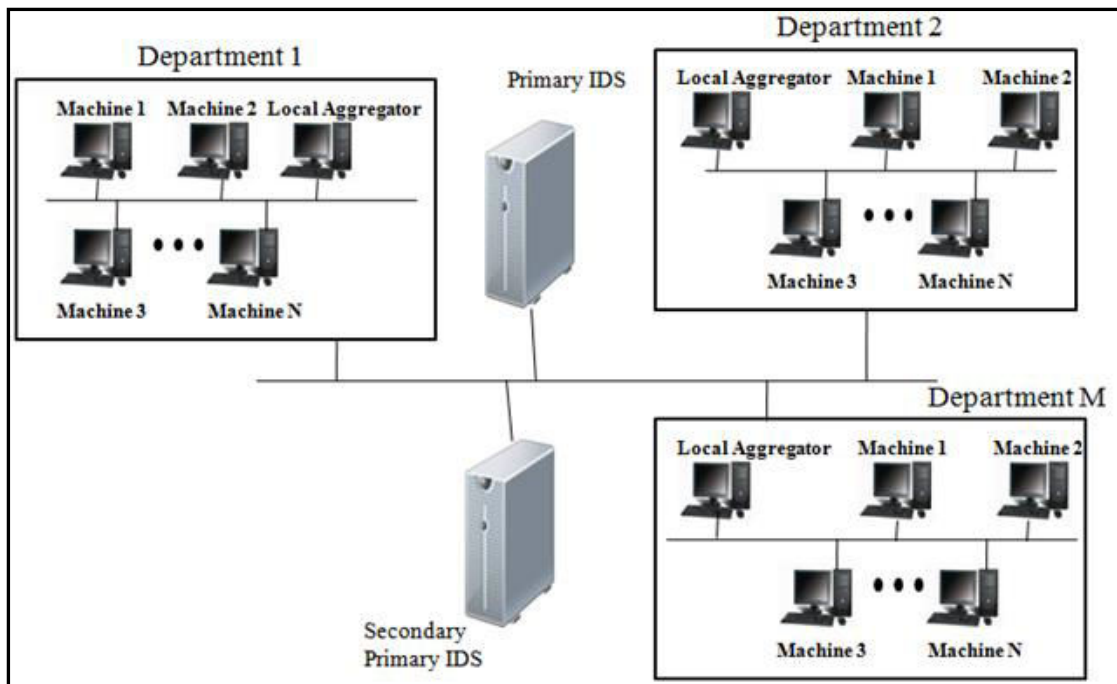 Department 1
Machine 1 Machine 2 Local Aggregator
Machine 3 Machine N
Primary IDS
Department 2
Local Aggregator Machine 1 Machine 2
Machine 3 Machine N
Secondary
Primary IDS
Department M
Local Aggregator Machine 1 Machine 2
Machine 3 Machine N